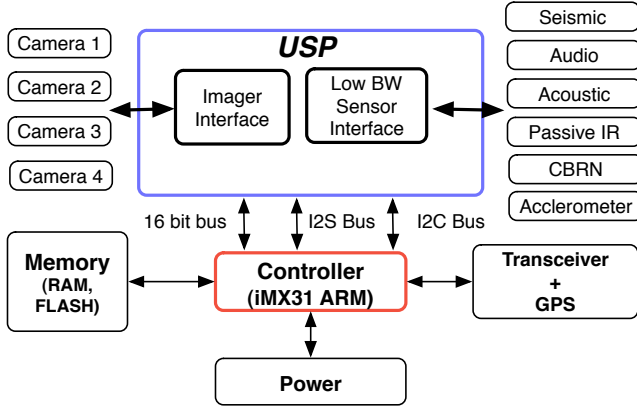 Camera 1
Camera 2
Camera 3
Camera 4
USP
Imager
Interface
Low BW
Sensor
Interface
Seismic
Audio
Acoustic
Passive IR
CBRN
Acclerometer
16 bit bus
I2S Bus
I2C Bus
Memory
(RAM,
FLASH)
Controller
(iMX31 ARM)
Transceiver
+
GPS
Power